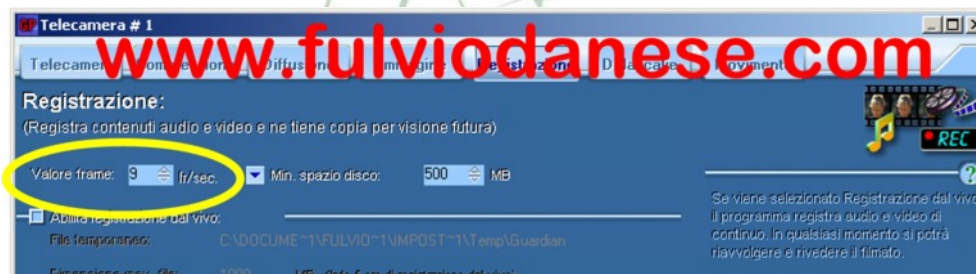 GP Telecamera # 1
www.fulviodanese.com
Registrazione:
(Registra contenuti audio e video e ne tiene copia per visione futura)
REC
Valore frame: 9 fr/sec. Min. spazio disco: 500 MB
?
Se viene selezionato Registrazione dal vivo
il programma registra audio e video di
continuo. In qualsiasi momento si potrà
riavvolgere e rivedere il filmato.
Abilita registrazione dal vivo:
File temporaneo: C:\DOCUME~1\FULVIO~1\IMPOST~1\Temp\Guardian